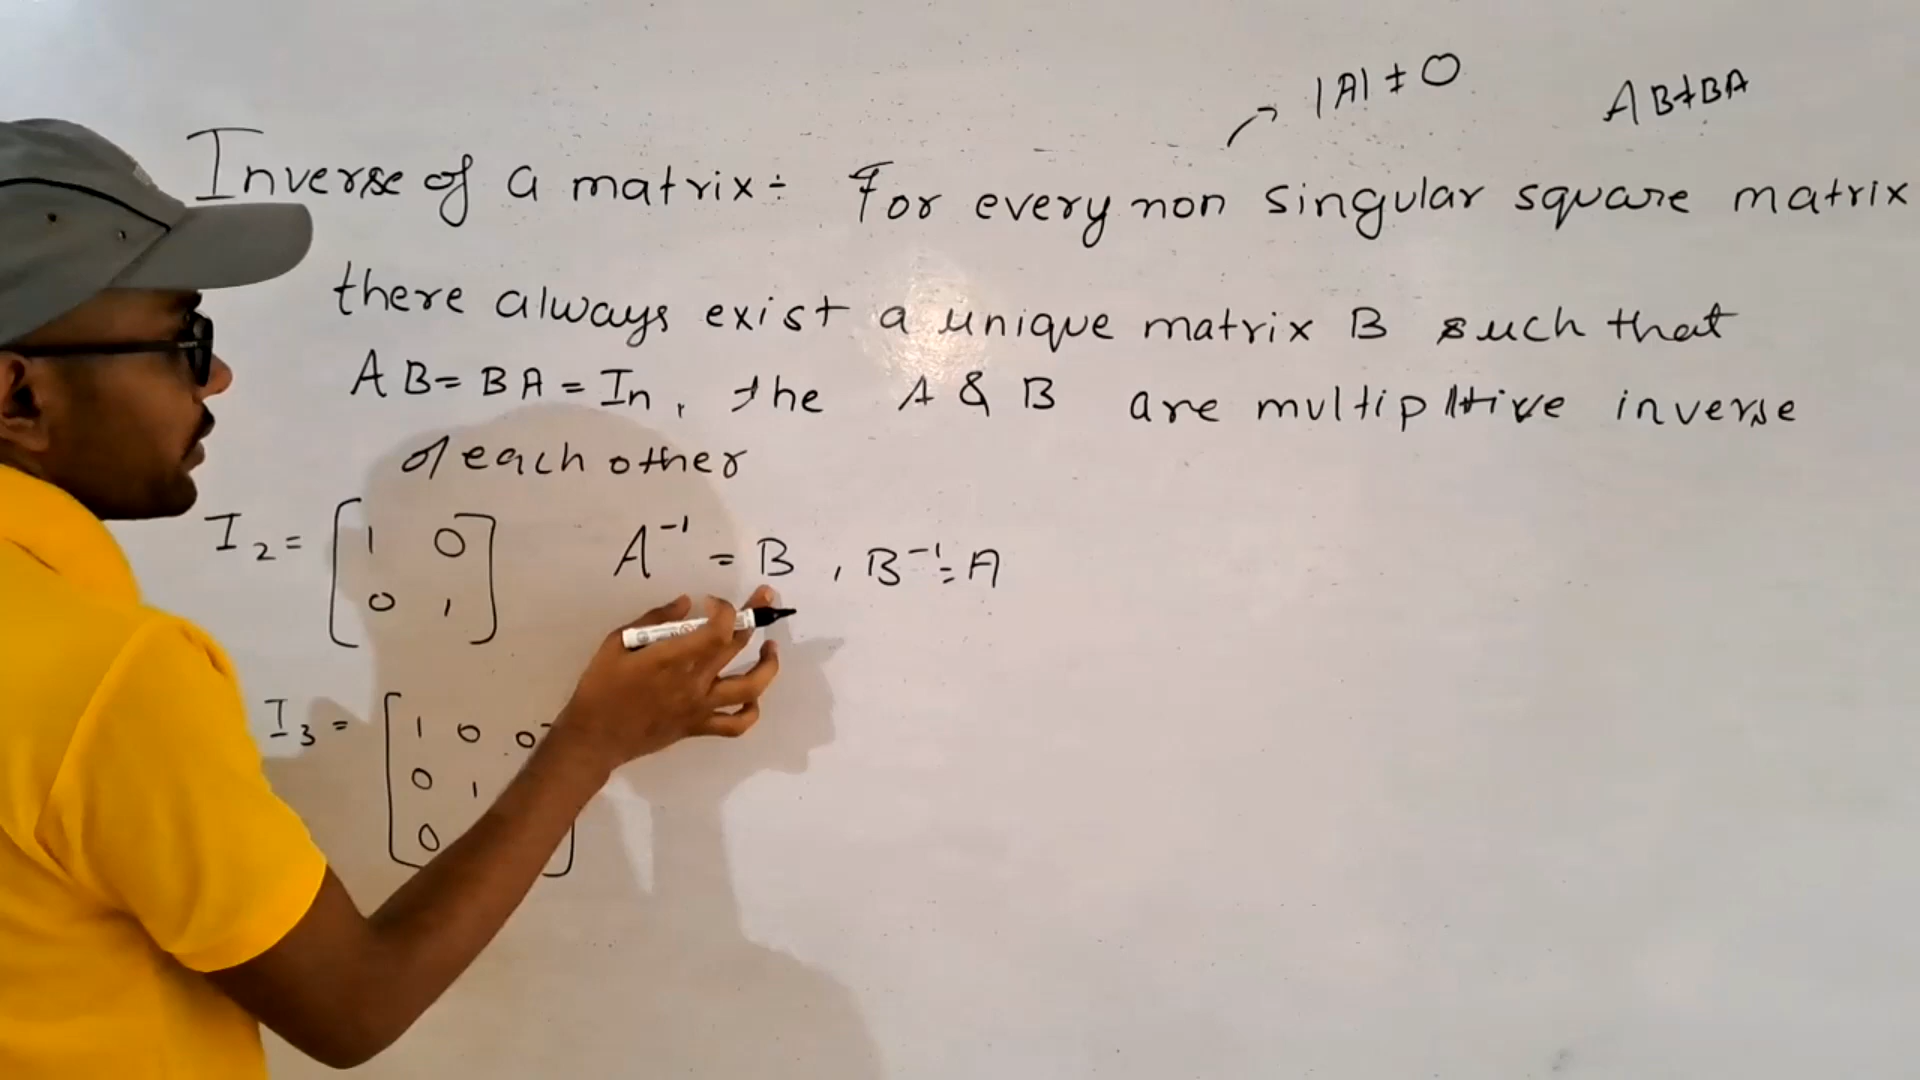 |A| ≠ 0
AB≠BA
Inverse of a matrix÷ For every non singular square matrix
there always exist a unique matrix B such that
AB = BA = In, the A & B are inverse
of each other
I2 = [1 0
0 1]
A⁻¹ = B, B⁻¹ = A
I3 = [1 0 0
0 1
0 ]